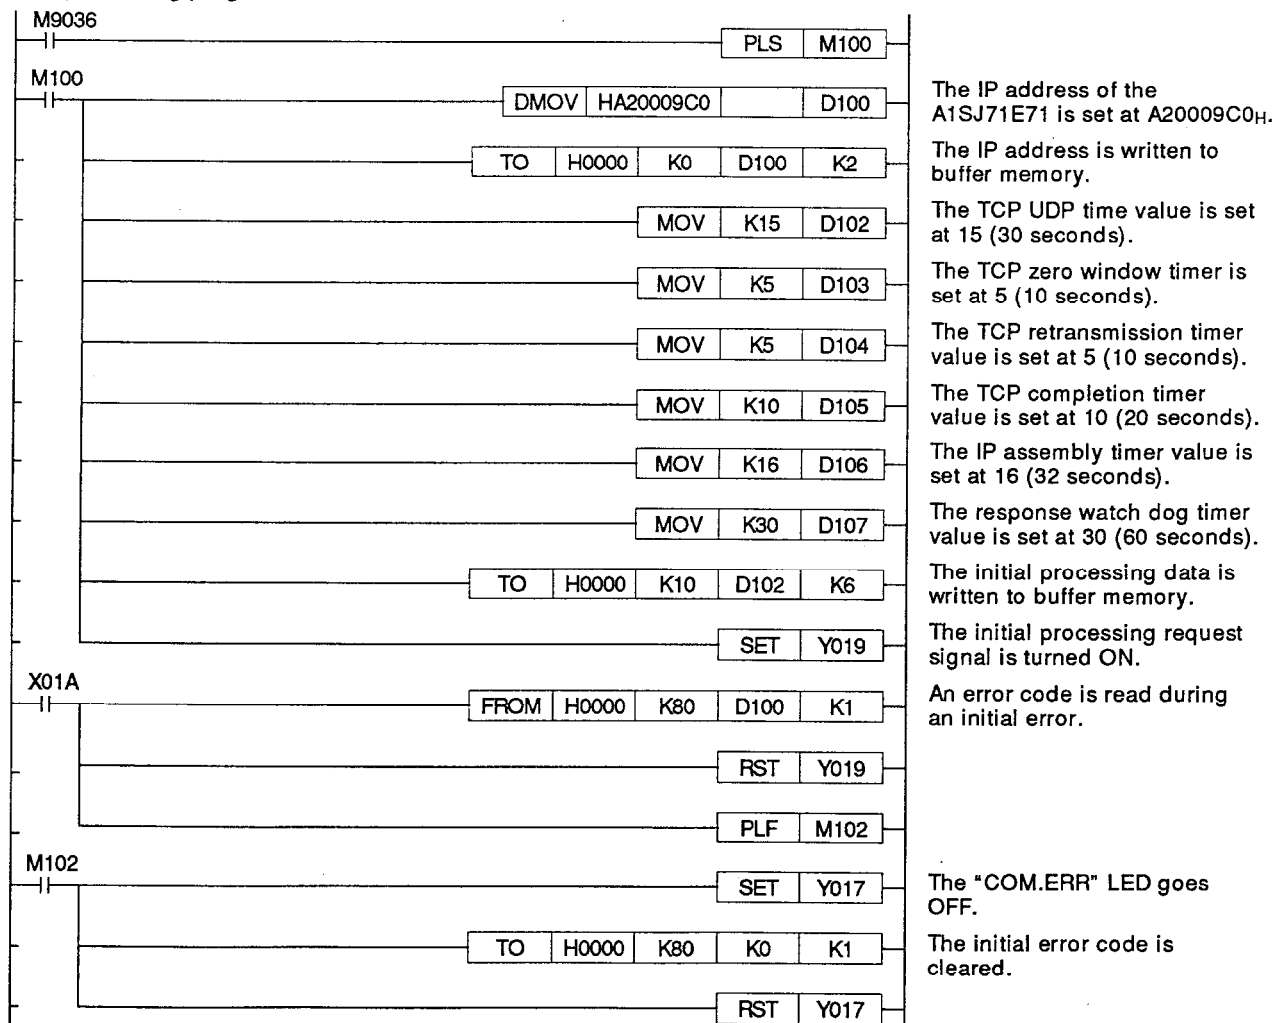 M9036
PLS M100
M100
DMOV HA20009C0 D100
The IP address of the
A1SJ71E71 is set at A20009C0H.
TO H0000 K0 D100 K2
The IP address is written to
buffer memory.
MOV K15 D102
The TCP UDP time value is set
at 15 (30 seconds).
MOV K5 D103
The TCP zero window timer is
set at 5 (10 seconds).
MOV K5 D104
The TCP retransmission timer
value is set at 5 (10 seconds).
MOV K10 D105
The TCP completion timer
value is set at 10 (20 seconds).
MOV K16 D106
The IP assembly timer value is
set at 16 (32 seconds).
MOV K30 D107
The response watch dog timer
value is set at 30 (60 seconds).
TO H0000 K10 D102 K6
The initial processing data is
written to buffer memory.
SET Y019
The initial processing request
signal is turned ON.
X01A
FROM H0000 K80 D100 K1
An error code is read during
an initial error.
RST Y019
PLF M102
M102
SET Y017
The "COM.ERR" LED goes
OFF.
TO H0000 K80 K0 K1
The initial error code is
cleared.
RST Y017